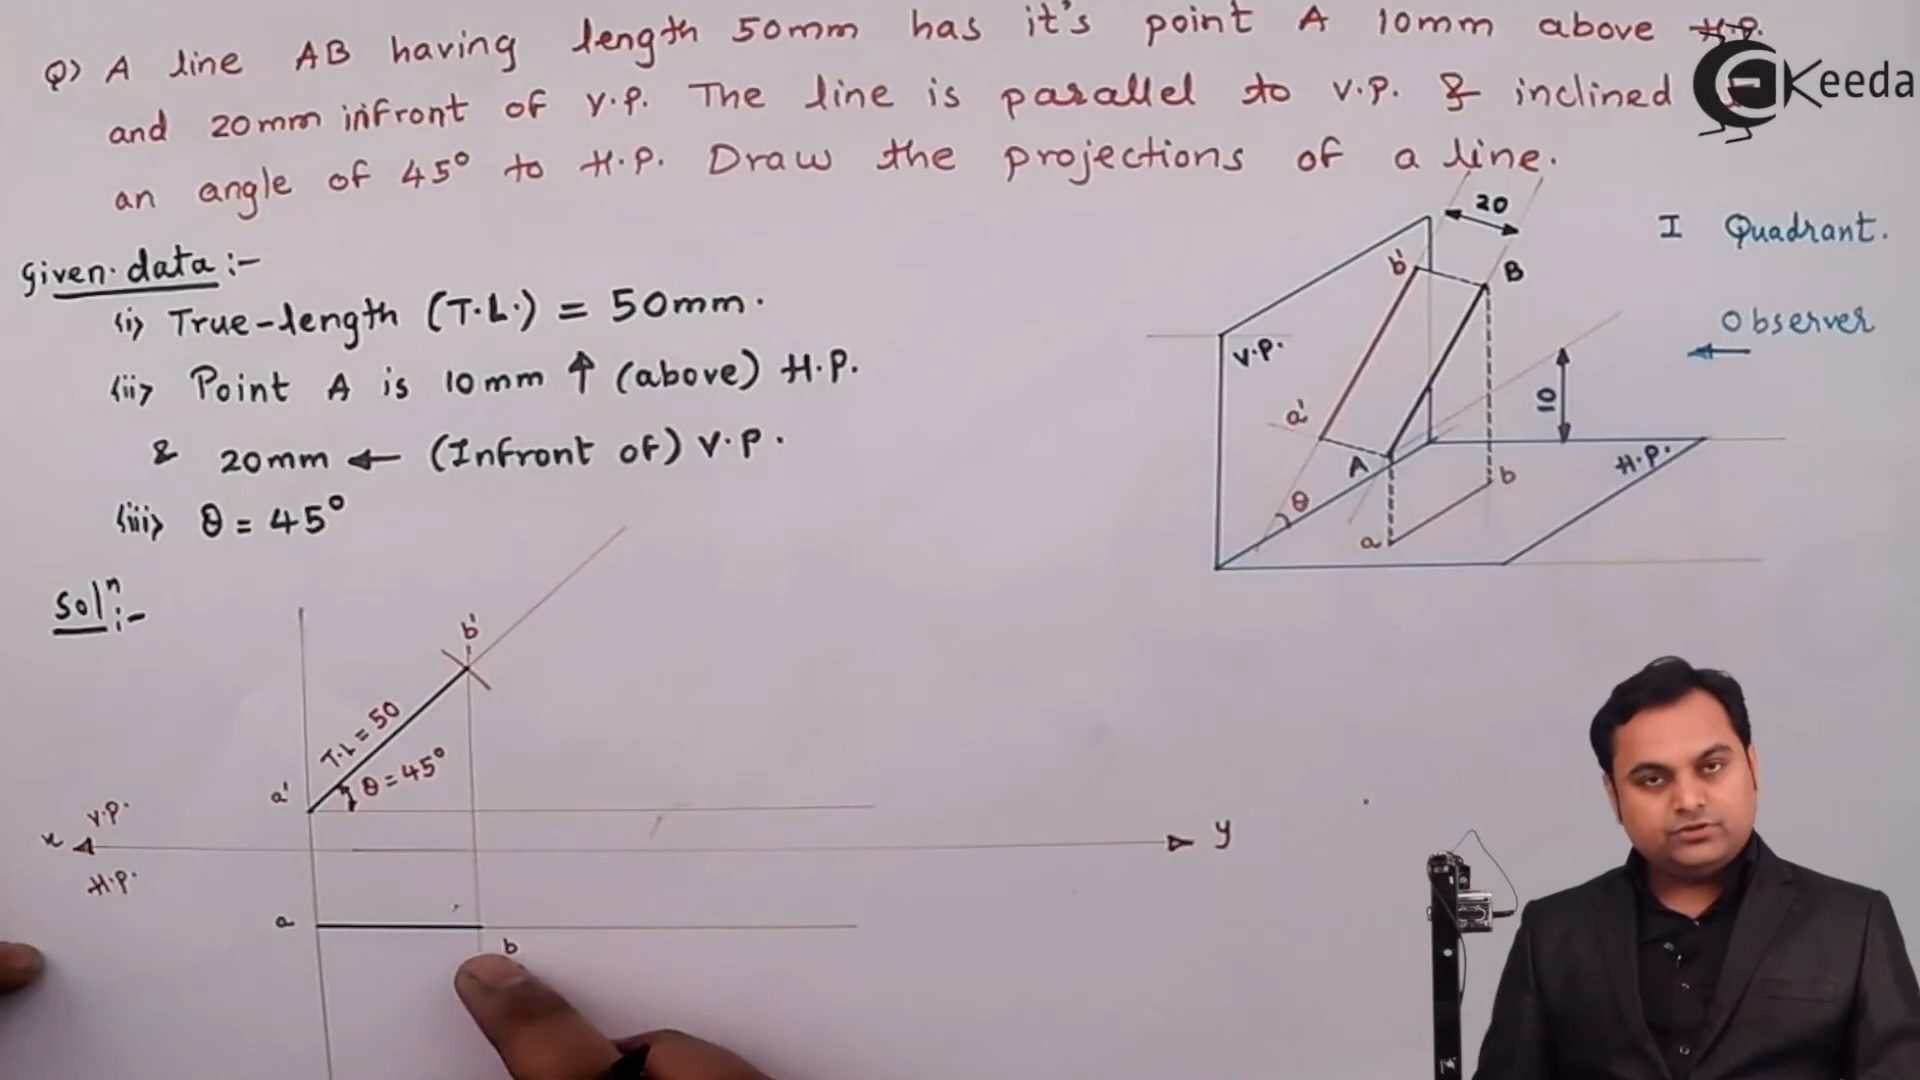 Q) A line AB having length 50mm has it's point A 10mm above H.P.
and 20mm infront of V.P. The line is parallel to V.P. & inclined
an angle of 45° to H.P. Draw the projections of a line.
Keeda
Given data :-
(i) True-length (T.L.) = 50mm.
(ii) Point A is 10mm ↑ (above) H.P.
& 20mm ← (Infront of) V.P.
(iii) θ = 45°
Solⁿ :-
I Quadrant.
Observer
20
b'
B
V.P.
a'
A
10
H.P.
θ
b
a
b'
T.L = 50
θ = 45°
a'
V.P.
x
y
H.P.
a
b